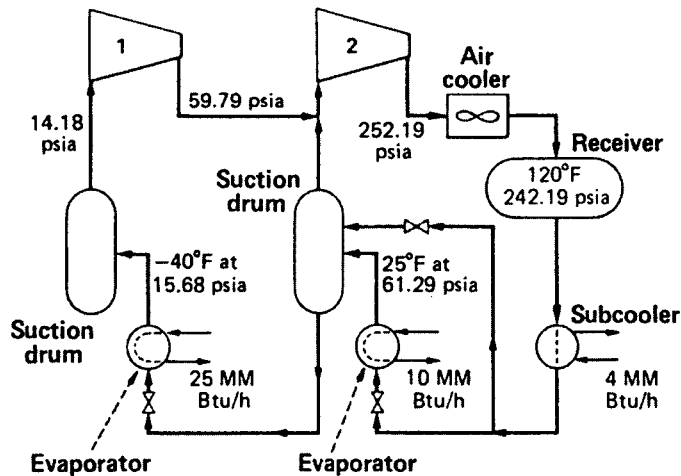 1
2
Air
cooler
14.18
psia
59.79 psia
252.19
psia
Receiver
120°F
242.19 psia
Suction
drum
−40°F at
15.68 psia
25°F at
61.29 psia
Subcooler
Suction
drum
25 MM
Btu/h
10 MM
Btu/h
4 MM
Btu/h
Evaporator
Evaporator